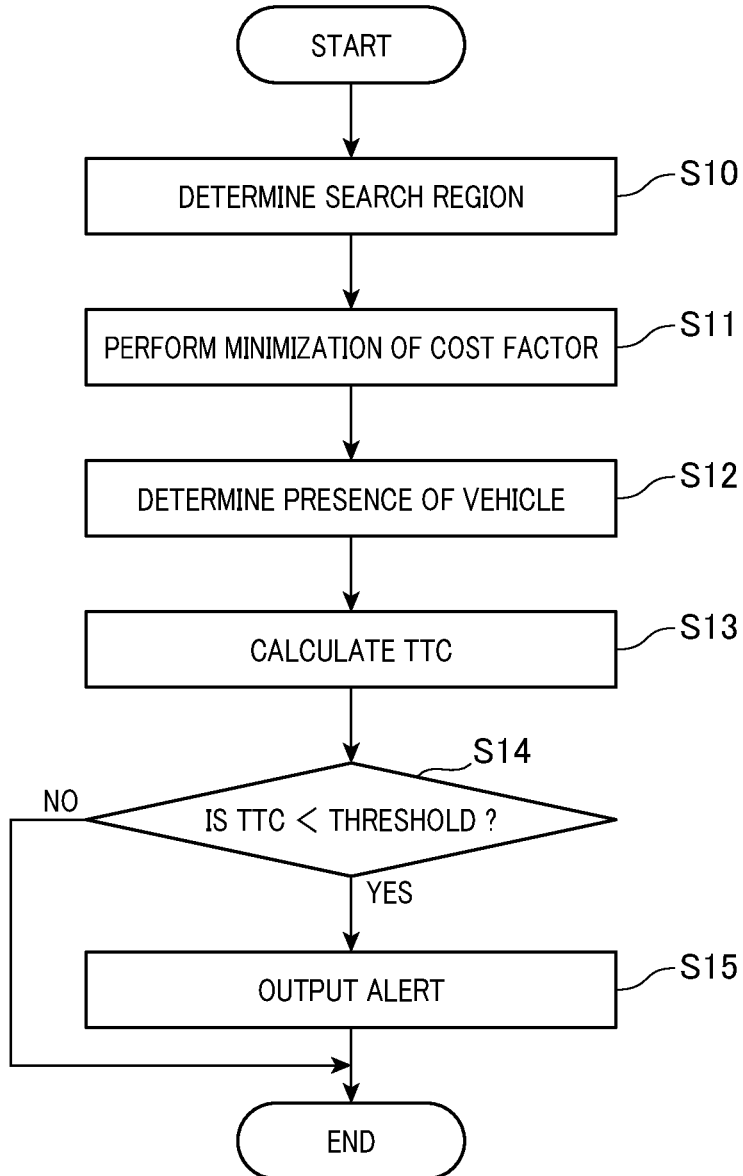 START
DETERMINE SEARCH REGION
S10
PERFORM MINIMIZATION OF COST FACTOR
S11
DETERMINE PRESENCE OF VEHICLE
S12
CALCULATE TTC
S13
S14
NO
IS TTC < THRESHOLD ?
YES
OUTPUT ALERT
S15
END